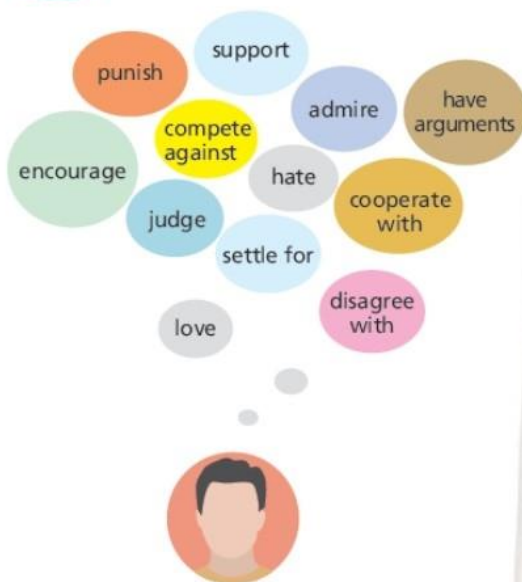 support
punish
admire
have
arguments
compete
against
encourage
hate
cooperate
with
judge
settle for
disagree
with
love